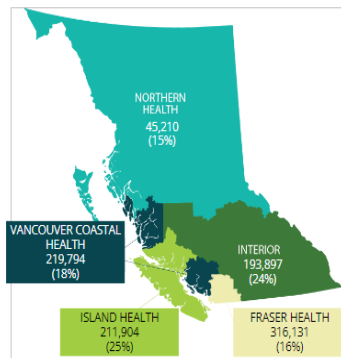 NORTHERN
HEALTH
45,210
(15%)
VANCOUVER COASTAL
HEALTH
219,794
(18%)
INTERIOR
193,897
(24%)
ISLAND HEALTH
211,904
(25%)
FRASER HEALTH
316,131
(16%)